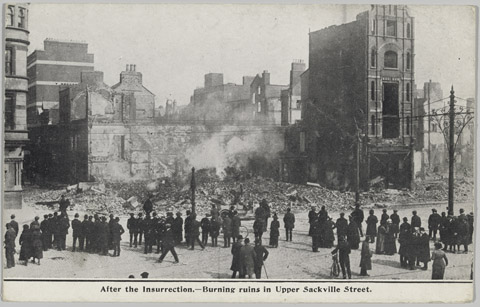 After the Insurrection.—Burning ruins in Upper Sackville Street.